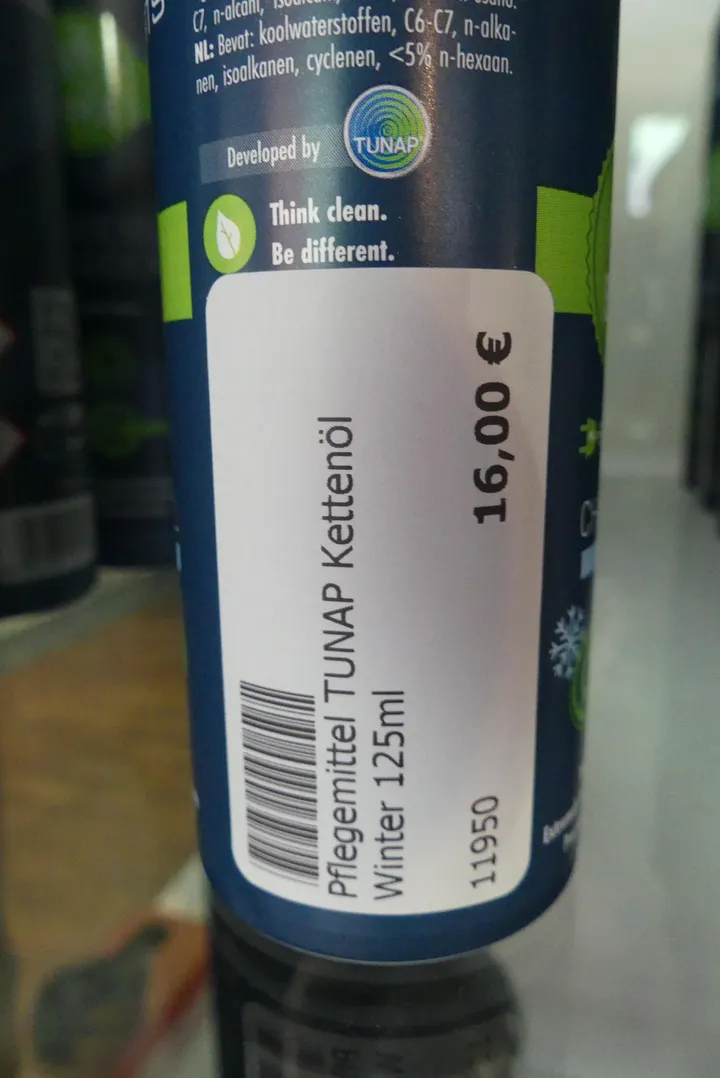 C7, n-alcani,
NL: Bevat: koolwaterstoffen, C6-C7, n-alka-
nen, isoalkanen, cyclenen, <5% n-hexaan.
Developed by TUNAP
Think clean.
Be different.
Pflegemittel TUNAP Kettenöl
Winter 125ml
11950
16,00 €